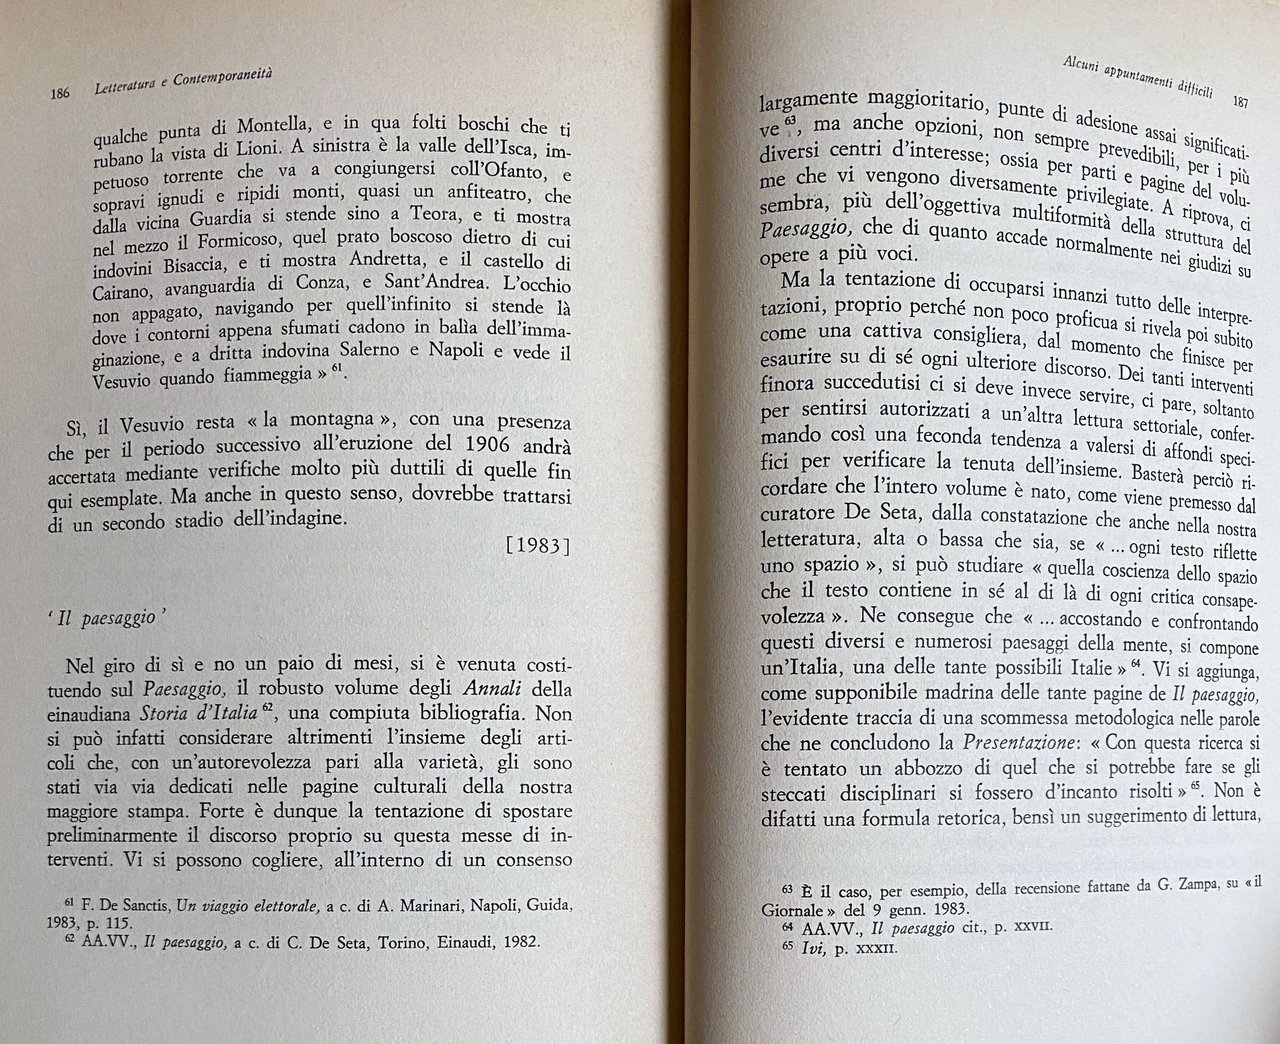 186 Letteratura e Contemporaneità
qualche punta di Montella, e in qua folti boschi che ti
rubano la vista di Lioni. A sinistra è la valle dell'Isca, im-
petuoso torrente che va a congiungersi coll'Ofanto, e
sopravi ignudi e ripidi monti, quasi un anfiteatro, che
dalla vicina Guardia si stende sino a Teora, e ti mostra
nel mezzo il Formicoso, quel prato boscoso dietro di cui
indovini Bisaccia, e ti mostra Andretta, e il castello di
Cairano, avanguardia di Conza, e Sant'Andrea. L'occhio
non appagato, navigando per quell'infinito si stende là
dove i contorni appena sfumati cadono in balìa dell'imma-
ginazione, e a dritta indovina Salerno e Napoli e vede il
Vesuvio quando fiammeggia » 61.
Sì, il Vesuvio resta « la montagna », con una presenza
che per il periodo successivo all'eruzione del 1906 andrà
accertata mediante verifiche molto più duttili di quelle fin
qui esemplate. Ma anche in questo senso, dovrebbe trattarsi
di un secondo stadio dell'indagine.
[1983]
‘ Il paesaggio ’
Nel giro di sì e no un paio di mesi, si è venuta costi-
tuendo sul Paesaggio, il robusto volume degli Annali della
einaudiana Storia d'Italia 62, una compiuta bibliografia. Non
si può infatti considerare altrimenti l'insieme degli arti-
coli che, con un'autorevolezza pari alla varietà, gli sono
stati via via dedicati nelle pagine culturali della nostra
maggiore stampa. Forte è dunque la tentazione di spostare
preliminarmente il discorso proprio su questa messe di in-
terventi. Vi si possono cogliere, all'interno di un consenso
61 F. De Sanctis, Un viaggio elettorale, a c. di A. Marinari, Napoli, Guida,
1983, p. 115.
62 AA.VV., Il paesaggio, a c. di C. De Seta, Torino, Einaudi, 1982.
Alcuni appuntamenti difficili 187
largamente maggioritario, punte di adesione assai significati-
ve 63, ma anche opzioni, non sempre prevedibili, per i più
diversi centri d'interesse; ossia per parti e pagine del volu-
me che vi vengono diversamente privilegiate. A riprova, ci
sembra, più dell'oggettiva multiformità della struttura del
Paesaggio, che di quanto accade normalmente nei giudizi su
opere a più voci.
Ma la tentazione di occuparsi innanzi tutto delle interpre-
tazioni, proprio perché non poco proficua si rivela poi subito
come una cattiva consigliera, dal momento che finisce per
esaurire su di sé ogni ulteriore discorso. Dei tanti interventi
finora succedutisi ci si deve invece servire, ci pare, soltanto
per sentirsi autorizzati a un'altra lettura settoriale, confer-
mando così una feconda tendenza a valersi di affondi speci-
fici per verificare la tenuta dell'insieme. Basterà perciò ri-
cordare che l'intero volume è nato, come viene premesso dal
curatore De Seta, dalla constatazione che anche nella nostra
letteratura, alta o bassa che sia, se « ... ogni testo riflette
uno spazio », si può studiare « quella coscienza dello spazio
che il testo contiene in sé al di là di ogni critica consape-
volezza ». Ne consegue che « ... accostando e confrontando
questi diversi e numerosi paesaggi della mente, si compone
un'Italia, una delle tante possibili Italie » 64. Vi si aggiunga,
come supponibile madrina delle tante pagine de Il paesaggio,
l'evidente traccia di una scommessa metodologica nelle parole
che ne concludono la Presentazione: « Con questa ricerca si
è tentato un abbozzo di quel che si potrebbe fare se gli
steccati disciplinari si fossero d'incanto risolti » 65. Non è
difatti una formula retorica, bensì un suggerimento di lettura,
63 È il caso, per esempio, della recensione fattane da G. Zampa, su « il
Giornale » del 9 genn. 1983.
64 AA.VV., Il paesaggio cit., p. XXVII.
65 Ivi, p. XXXII.